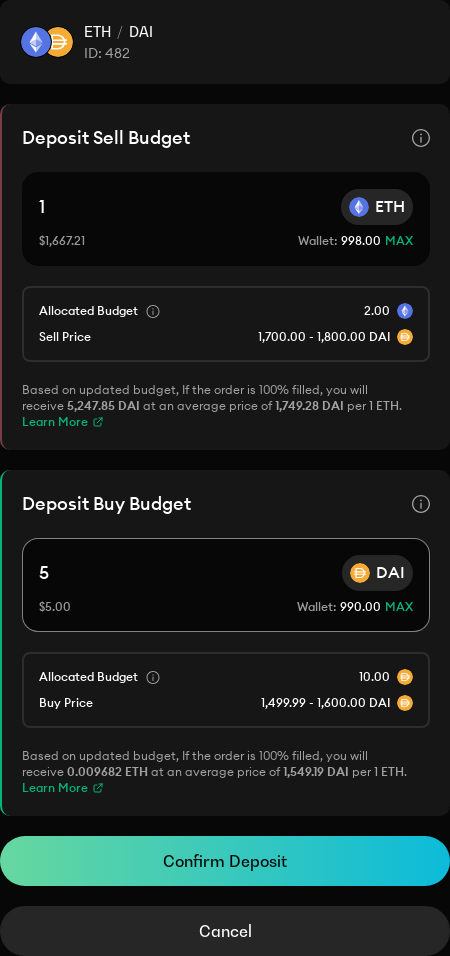 ETH / DAI
ID: 482
Deposit Sell Budget
1
ETH
$1,667.21
Wallet: 998.00 MAX
Allocated Budget
2.00
Sell Price
1,700.00 - 1,800.00 DAI
Based on updated budget, If the order is 100% filled, you will
receive 5,247.85 DAI at an average price of 1,749.28 DAI per 1 ETH.
Learn More
Deposit Buy Budget
5
DAI
$5.00
Wallet: 990.00 MAX
Allocated Budget
10.00
Buy Price
1,499.99 - 1,600.00 DAI
Based on updated budget, If the order is 100% filled, you will
receive 0.009682 ETH at an average price of 1,549.19 DAI per 1 ETH.
Learn More
Confirm Deposit
Cancel